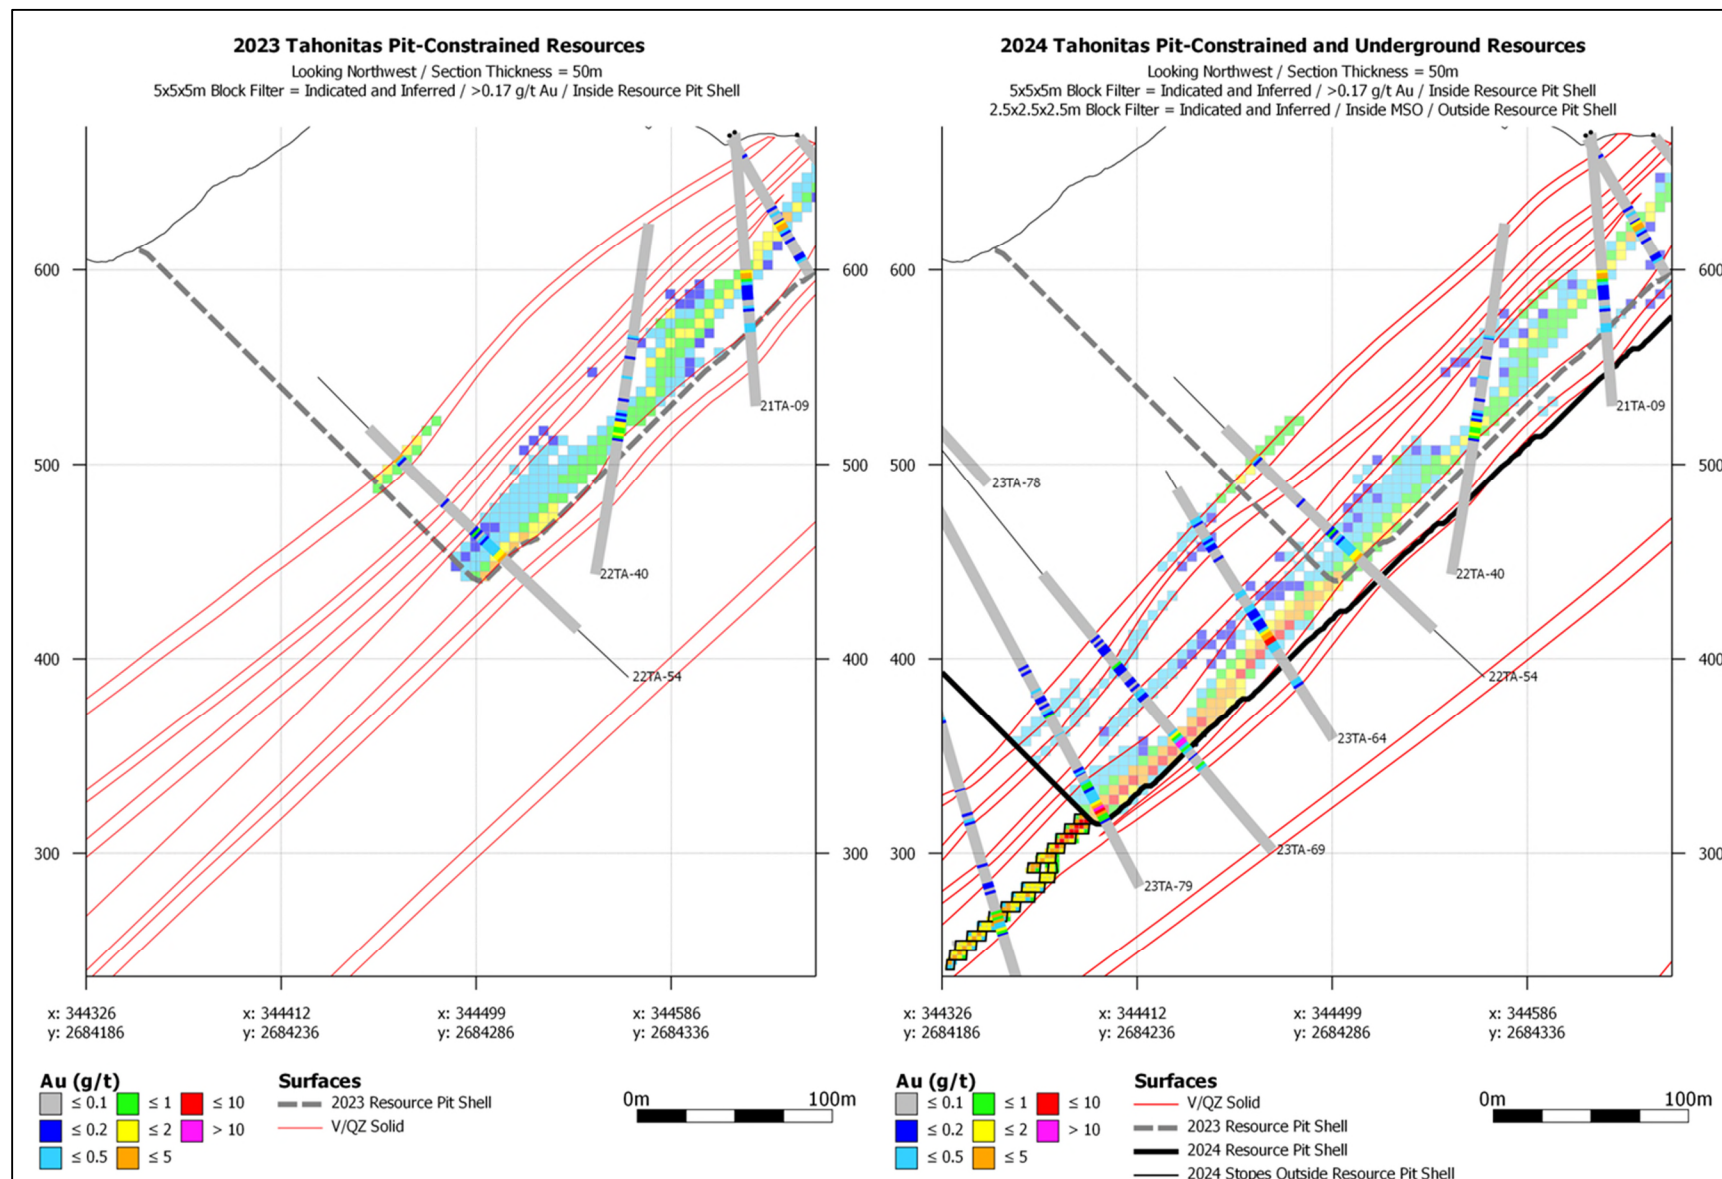 2023 Tahonitas Pit-Constrained Resources
Looking Northwest / Section Thickness = 50m
5x5x5m Block Filter = Indicated and Inferred / >0.17 g/t Au / Inside Resource Pit Shell
600
500
400
300
600
500
400
300
21TA-09
22TA-40
22TA-54
x: 344326
y: 2684186
x: 344412
y: 2684236
x: 344499
y: 2684286
x: 344586
y: 2684336
Au (g/t)
≤ 0.1
≤ 1
≤ 10
≤ 0.2
≤ 2
> 10
≤ 0.5
≤ 5
Surfaces
2023 Resource Pit Shell
V/QZ Solid
0m
100m
2024 Tahonitas Pit-Constrained and Underground Resources
Looking Northwest / Section Thickness = 50m
5x5x5m Block Filter = Indicated and Inferred / >0.17 g/t Au / Inside Resource Pit Shell
2.5x2.5x2.5m Block Filter = Indicated and Inferred / Inside MSO / Outside Resource Pit Shell
600
500
400
300
600
500
400
300
21TA-09
23TA-78
22TA-40
22TA-54
23TA-64
23TA-69
23TA-79
x: 344326
y: 2684186
x: 344412
y: 2684236
x: 344499
y: 2684286
x: 344586
y: 2684336
Au (g/t)
≤ 0.1
≤ 1
≤ 10
≤ 0.2
≤ 2
> 10
≤ 0.5
≤ 5
Surfaces
V/QZ Solid
2023 Resource Pit Shell
2024 Resource Pit Shell
2024 Stopes Outside Resource Pit Shell
0m
100m